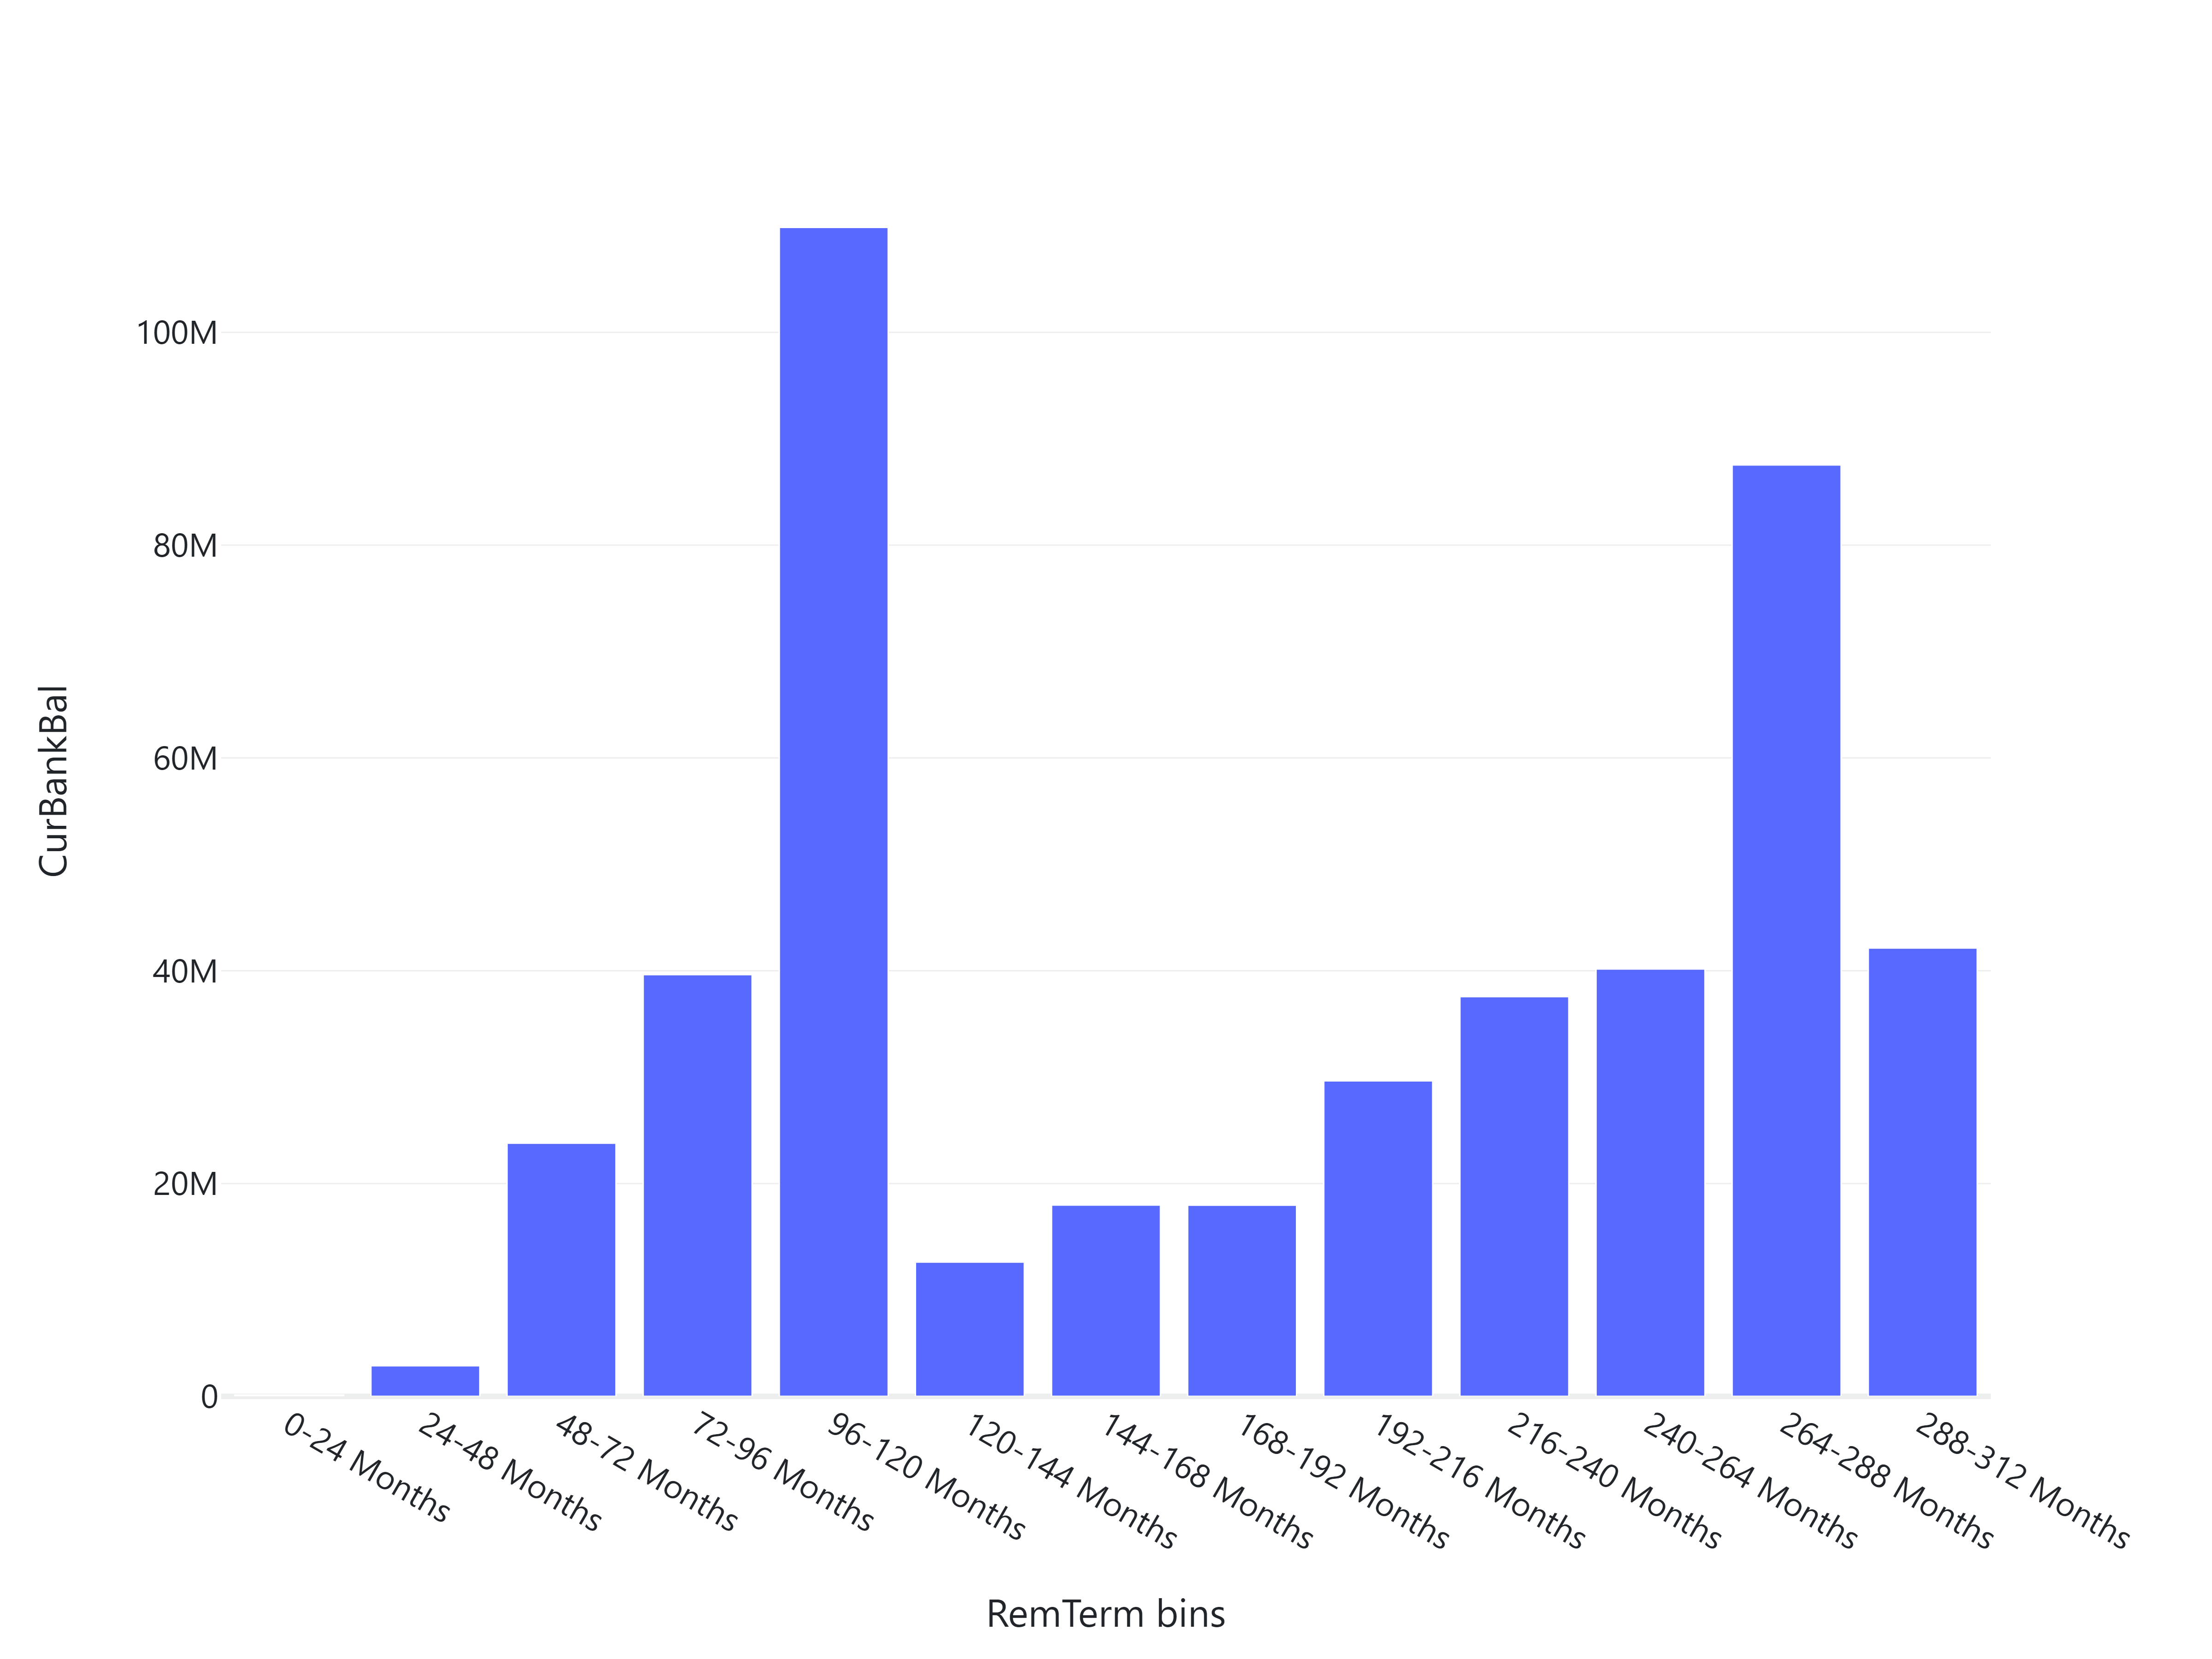 100M
80M
60M
40M
20M
0
CurBankBal
0-24 Months
24-48 Months
48-72 Months
72-96 Months
96-120 Months
120-144 Months
144-168 Months
168-192 Months
192-216 Months
216-240 Months
240-264 Months
264-288 Months
288-312 Months
RemTerm bins